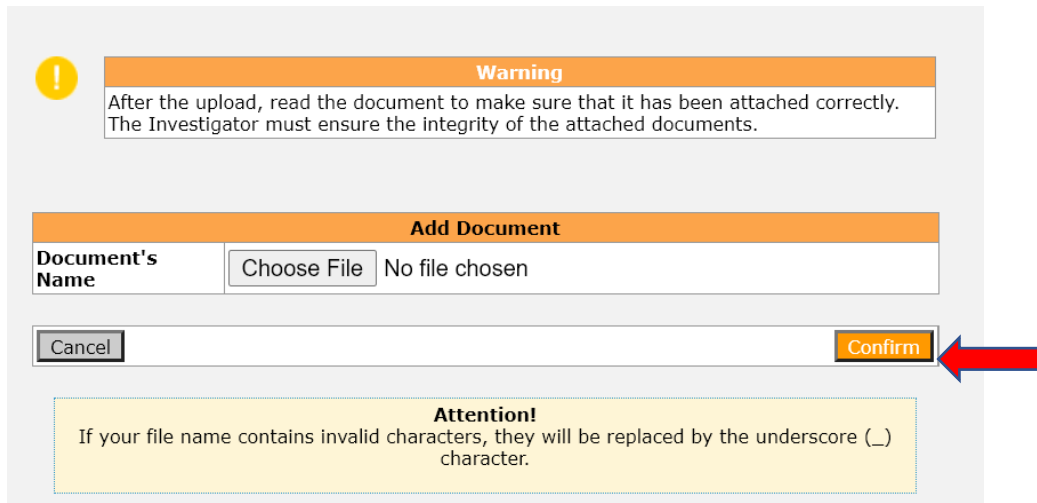 Warning
After the upload, read the document to make sure that it has been attached correctly.
The Investigator must ensure the integrity of the attached documents.
Add Document
Document's
Name
Choose File No file chosen
Cancel Confirm
Attention!
If your file name contains invalid characters, they will be replaced by the underscore (_)
character.